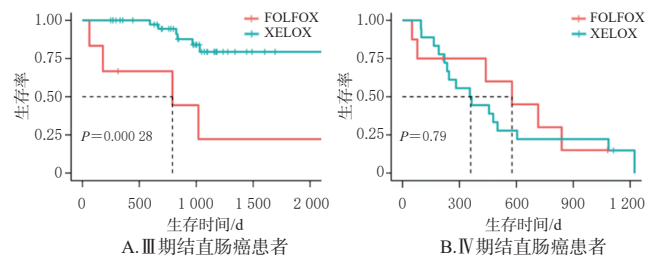 1.00
0.75
0.50
0.25
0
生存率
FOLFOX
XELOX
P＝0.000 28
0 500 1 000 1 500 2 000
生存时间/d
A.Ⅲ期结直肠癌患者
1.00
0.75
0.50
0.25
0
生存率
FOLFOX
XELOX
P＝0.79
0 300 600 900 1 200
生存时间/d
B.Ⅳ期结直肠癌患者